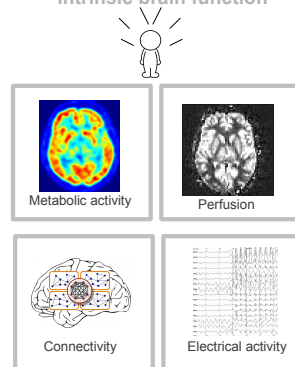 Intrinsic brain function
Metabolic activity
Perfusion
Connectivity
Electrical activity